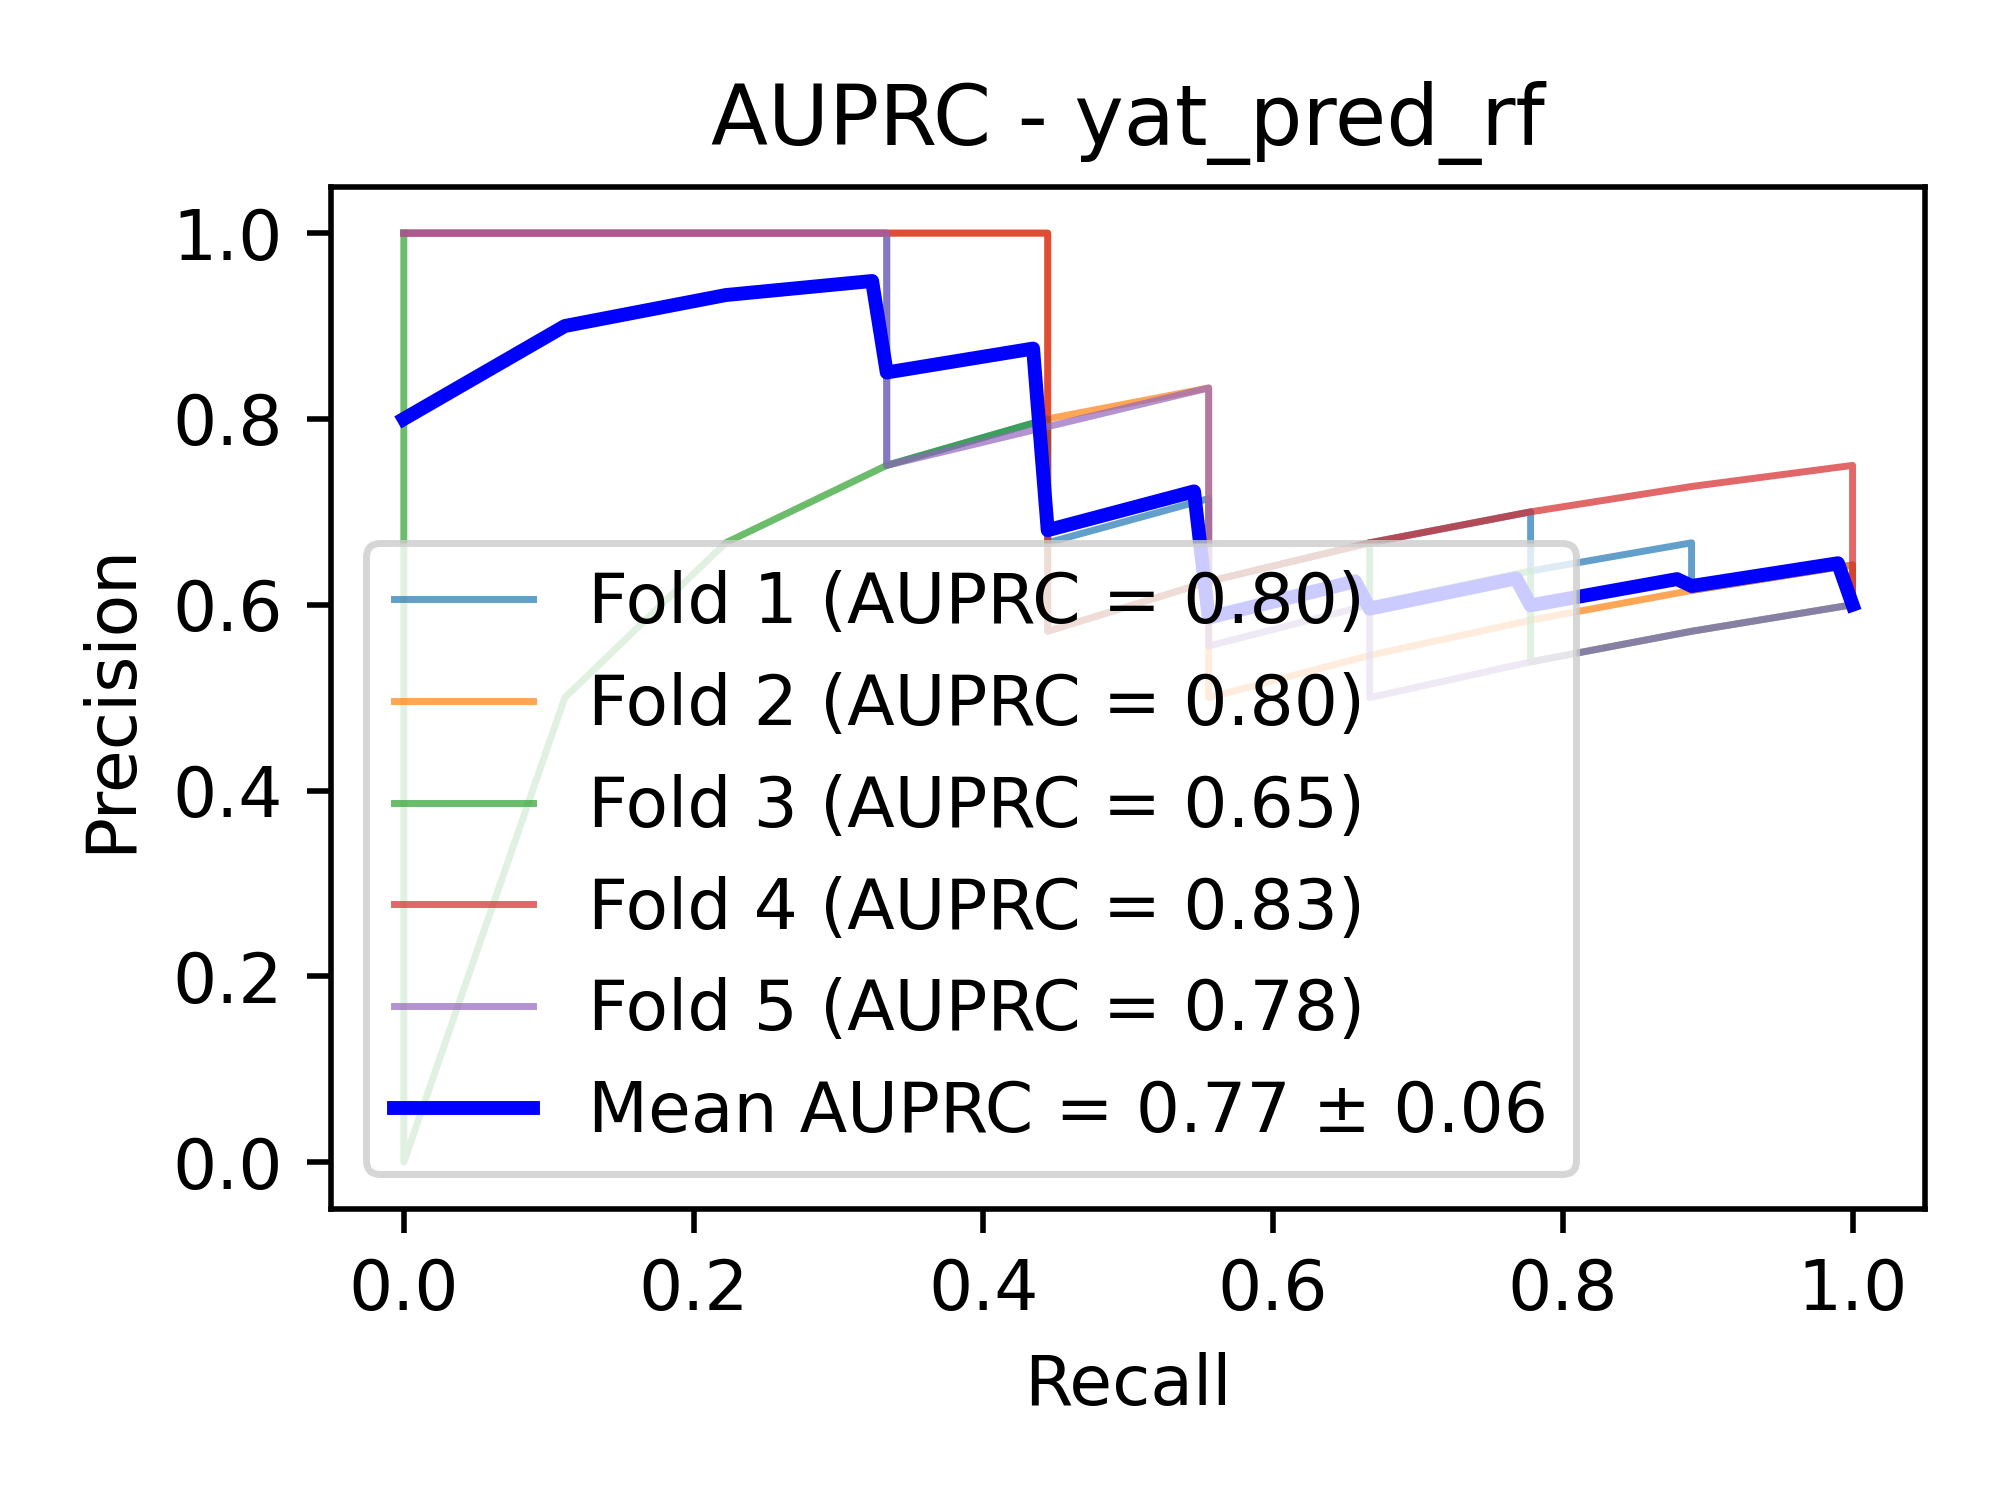 AUPRC - yat_pred_rf
1.0
0.8
0.6
0.4
0.2
0.0
Precision
Fold 1 (AUPRC = 0.80)
Fold 2 (AUPRC = 0.80)
Fold 3 (AUPRC = 0.65)
Fold 4 (AUPRC = 0.83)
Fold 5 (AUPRC = 0.78)
Mean AUPRC = 0.77 ± 0.06
0.0 0.2 0.4 0.6 0.8 1.0
Recall